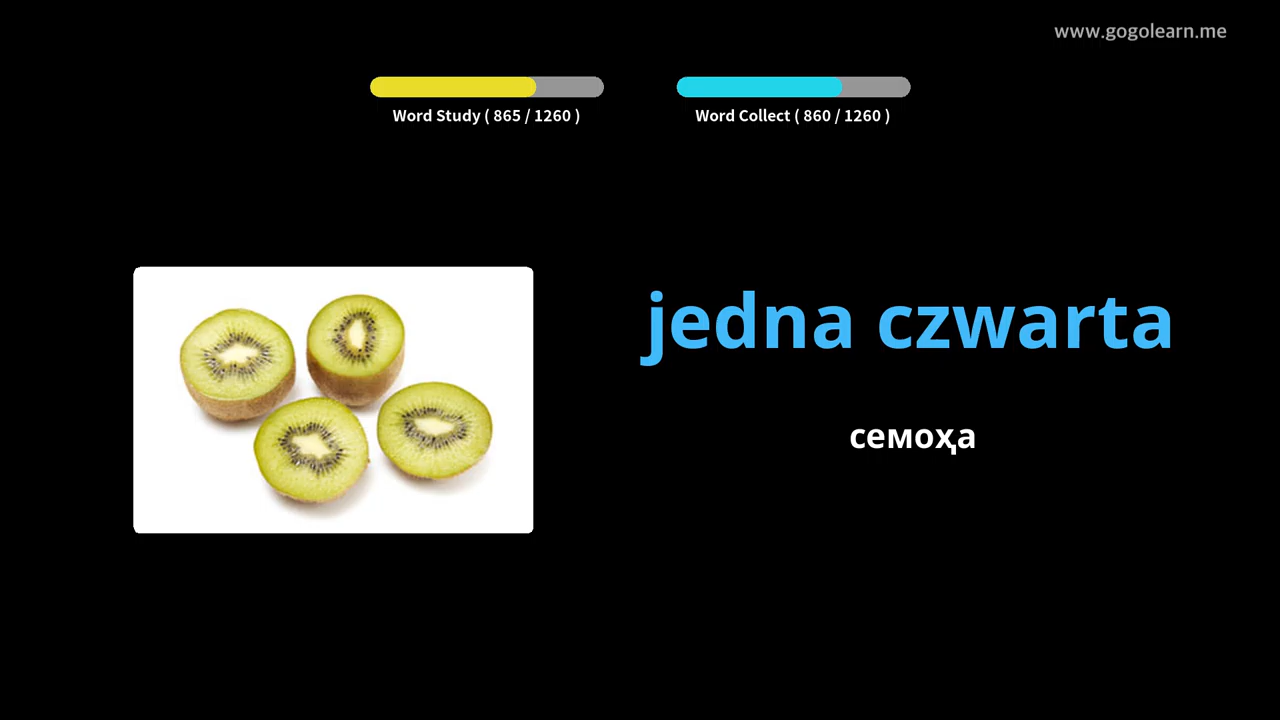 www.gogolearn.me
Word Study ( 865 / 1260 )
Word Collect ( 860 / 1260 )
jedna czwarta
семоҳа